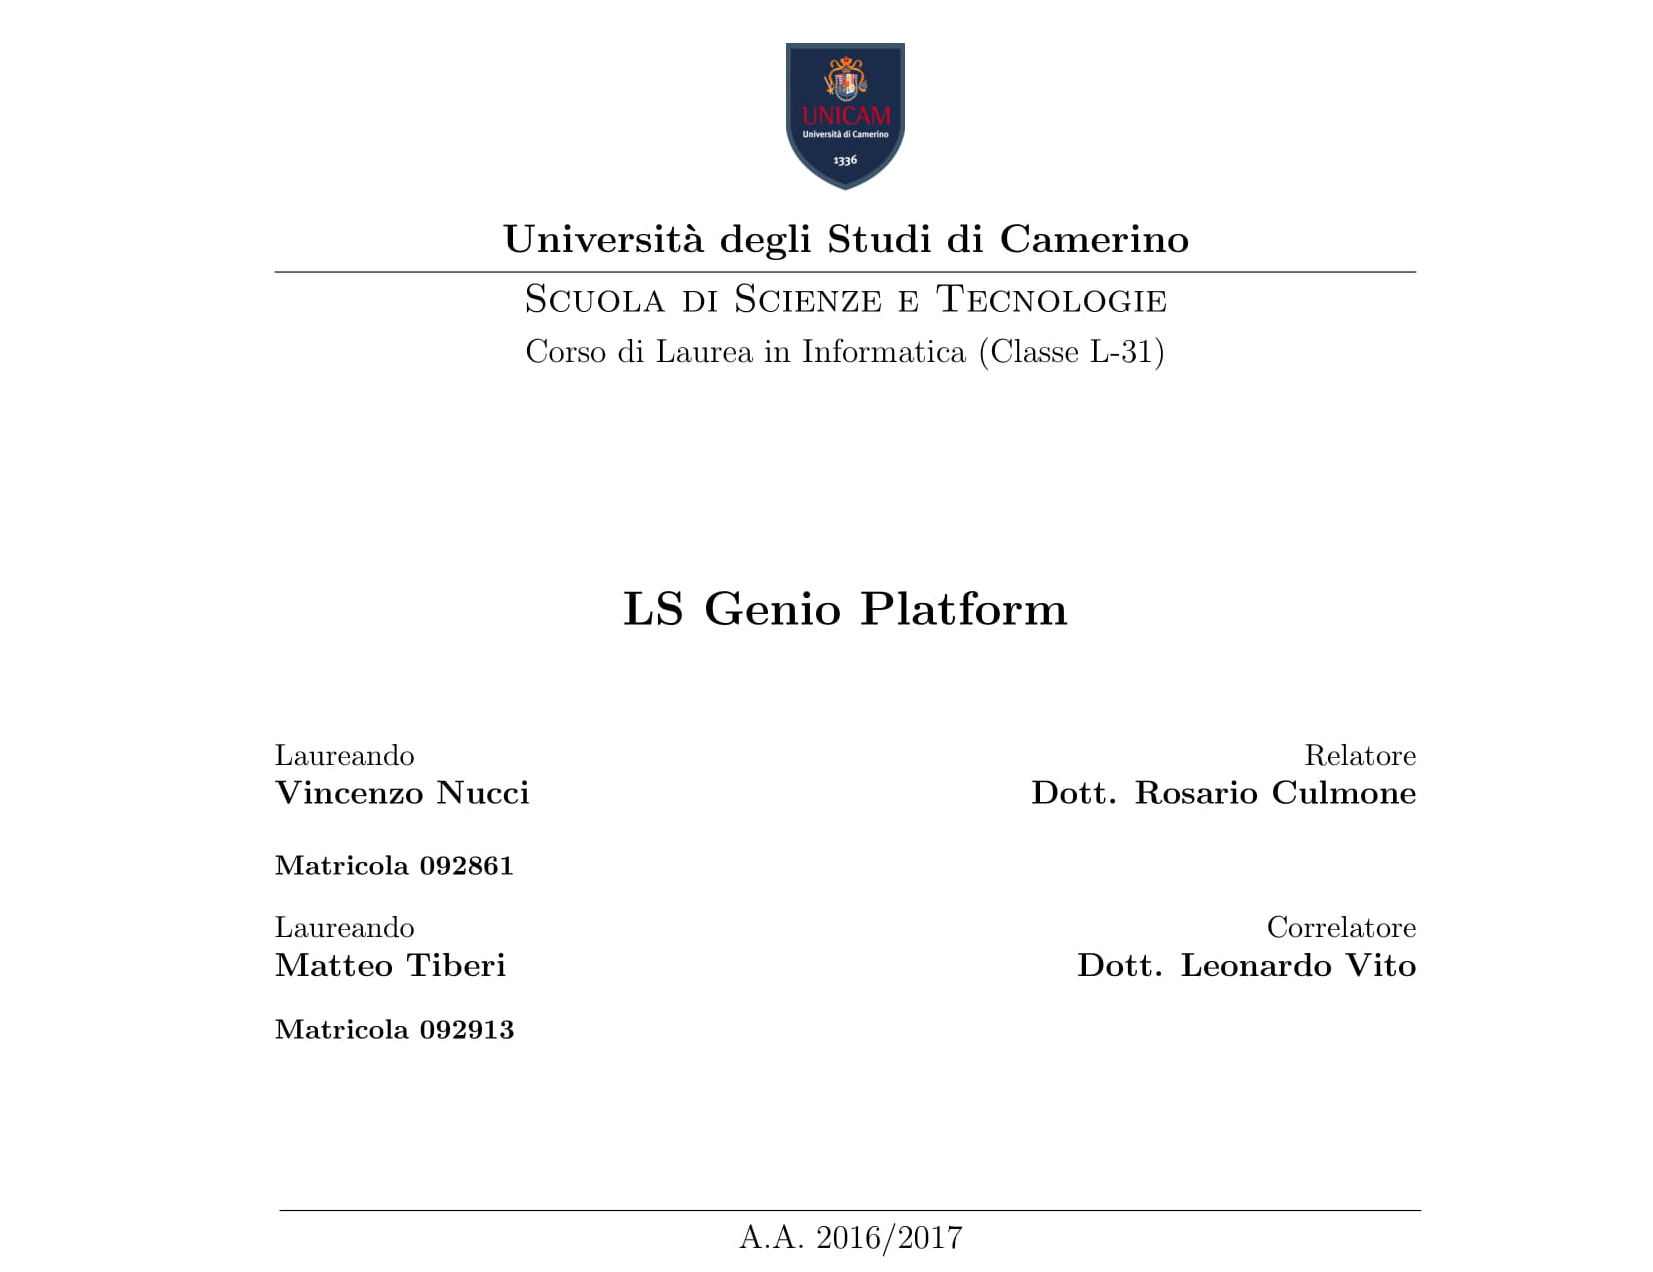 UNICAM
Università di Camerino
1336
Università degli Studi di Camerino
Scuola di Scienze e Tecnologie
Corso di Laurea in Informatica (Classe L-31)
LS Genio Platform
Laureando
Vincenzo Nucci
Matricola 092861
Relatore
Dott. Rosario Culmone
Laureando
Matteo Tiberi
Matricola 092913
Correlatore
Dott. Leonardo Vito
A.A. 2016/2017